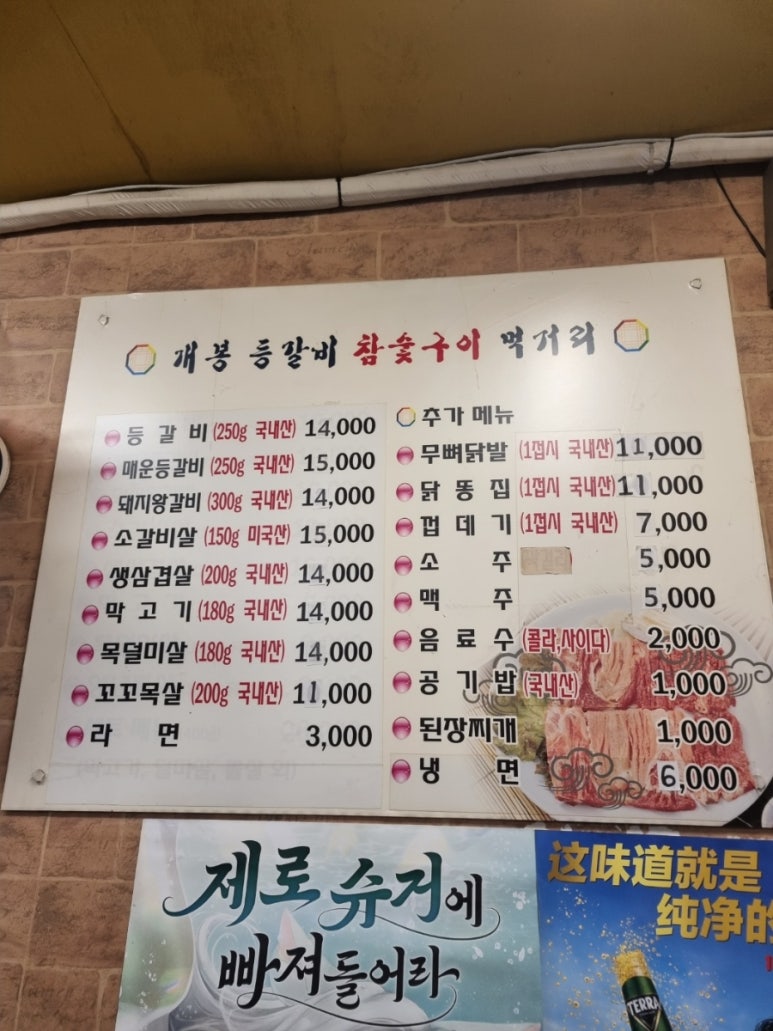 개봉 등갈비 참숯구이 먹거리
등갈비 (250g 국내산) 14,000
매운등갈비 (250g 국내산) 15,000
돼지왕갈비 (300g 국내산) 14,000
소갈비살 (150g 미국산) 15,000
생삼겹살 (200g 국내산) 14,000
막고기 (180g 국내산) 14,000
목덜미살 (180g 국내산) 14,000
꼬꼬목살 (200g 국내산) 11,000
라면 3,000
추가 메뉴
무뼈닭발 (1접시 국내산) 11,000
닭똥집 (1접시 국내산) 11,000
껍데기 (1접시 국내산) 7,000
소주 5,000
맥주 5,000
음료수 (콜라,사이다) 2,000
공기밥 (국내산) 1,000
된장찌개 1,000
냉면 6,000
제로 슈거에
빠져들어라
这味道就是
纯净的
TERRA